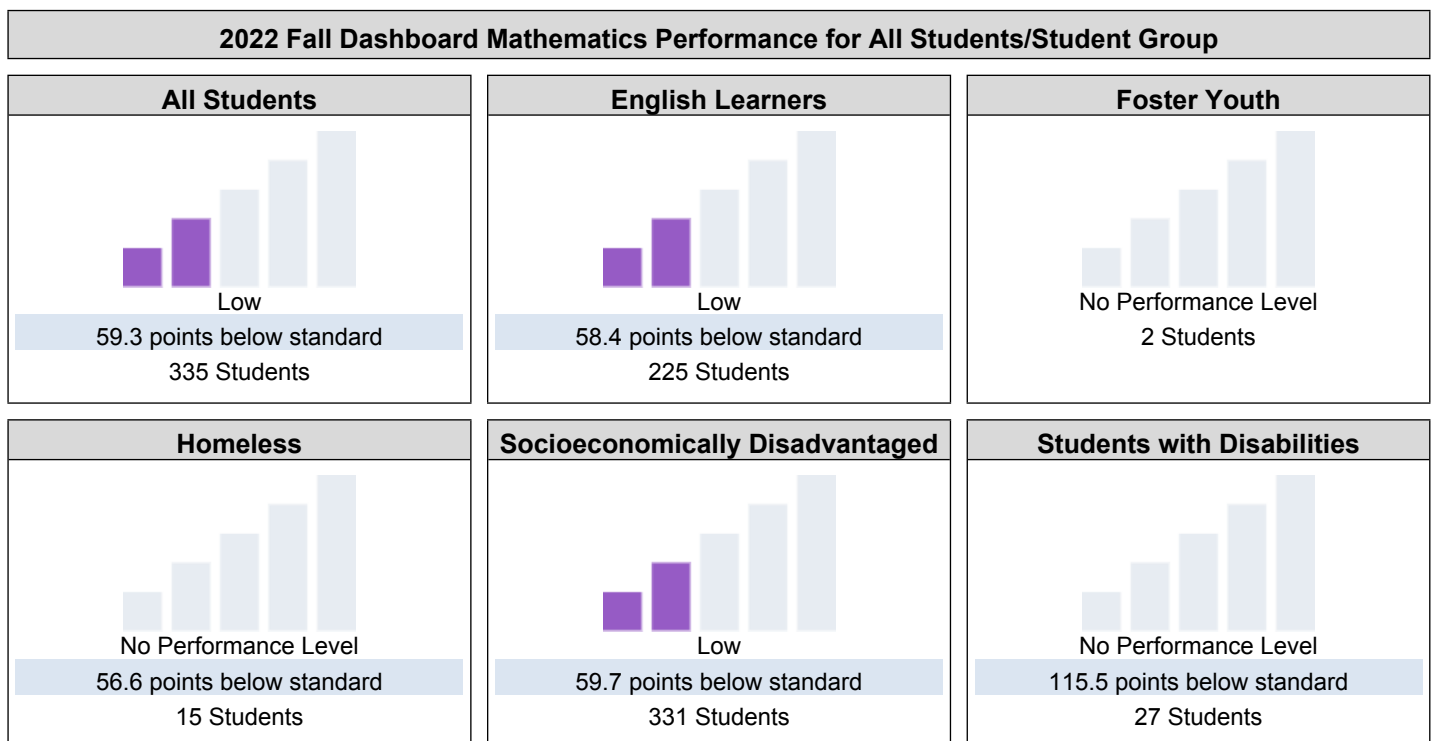 2022 Fall Dashboard Mathematics Performance for All Students/Student Group
All Students
Low
59.3 points below standard
335 Students
English Learners
Low
58.4 points below standard
225 Students
Foster Youth
No Performance Level
2 Students
Homeless
No Performance Level
56.6 points below standard
15 Students
Socioeconomically Disadvantaged
Low
59.7 points below standard
331 Students
Students with Disabilities
No Performance Level
115.5 points below standard
27 Students